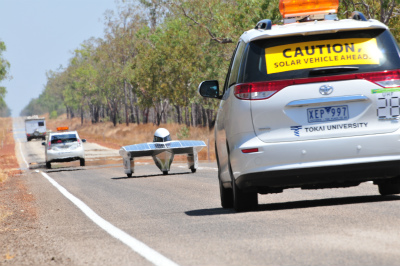 CAUTION,
SOLAR VEHICLE AHEAD.
XEP 997
TOKAI UNIVERSITY